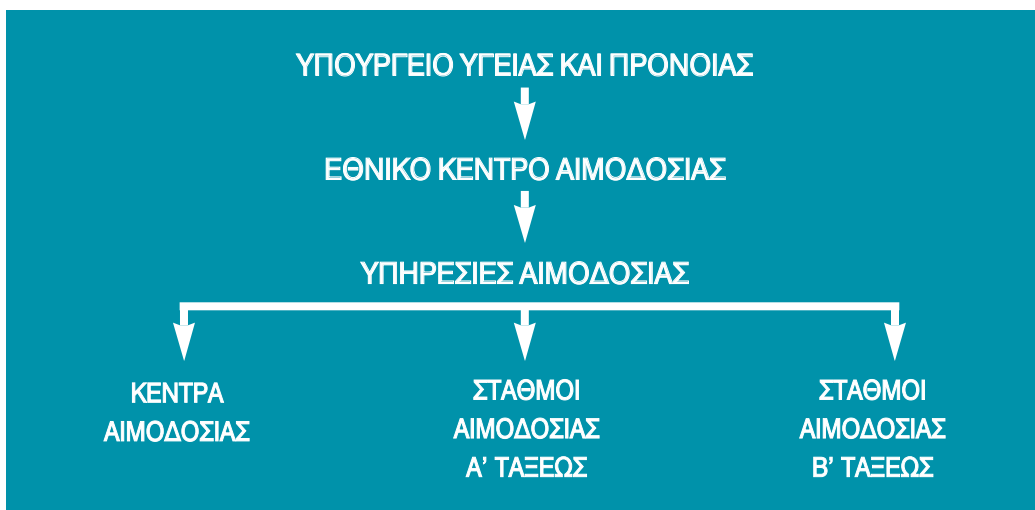 ΥΠΟΥΡΓΕΙΟ ΥΓΕΙΑΣ ΚΑΙ ΠΡΟΝΟΙΑΣ
ΕΘΝΙΚΟ ΚΕΝΤΡΟ ΑΙΜΟΔΟΣΙΑΣ
ΥΠΗΡΕΣΙΕΣ ΑΙΜΟΔΟΣΙΑΣ
ΚΕΝΤΡΑ
ΑΙΜΟΔΟΣΙΑΣ
ΣΤΑΘΜΟΙ
ΑΙΜΟΔΟΣΙΑΣ
Α’ ΤΑΞΕΩΣ
ΣΤΑΘΜΟΙ
ΑΙΜΟΔΟΣΙΑΣ
Β’ ΤΑΞΕΩΣ